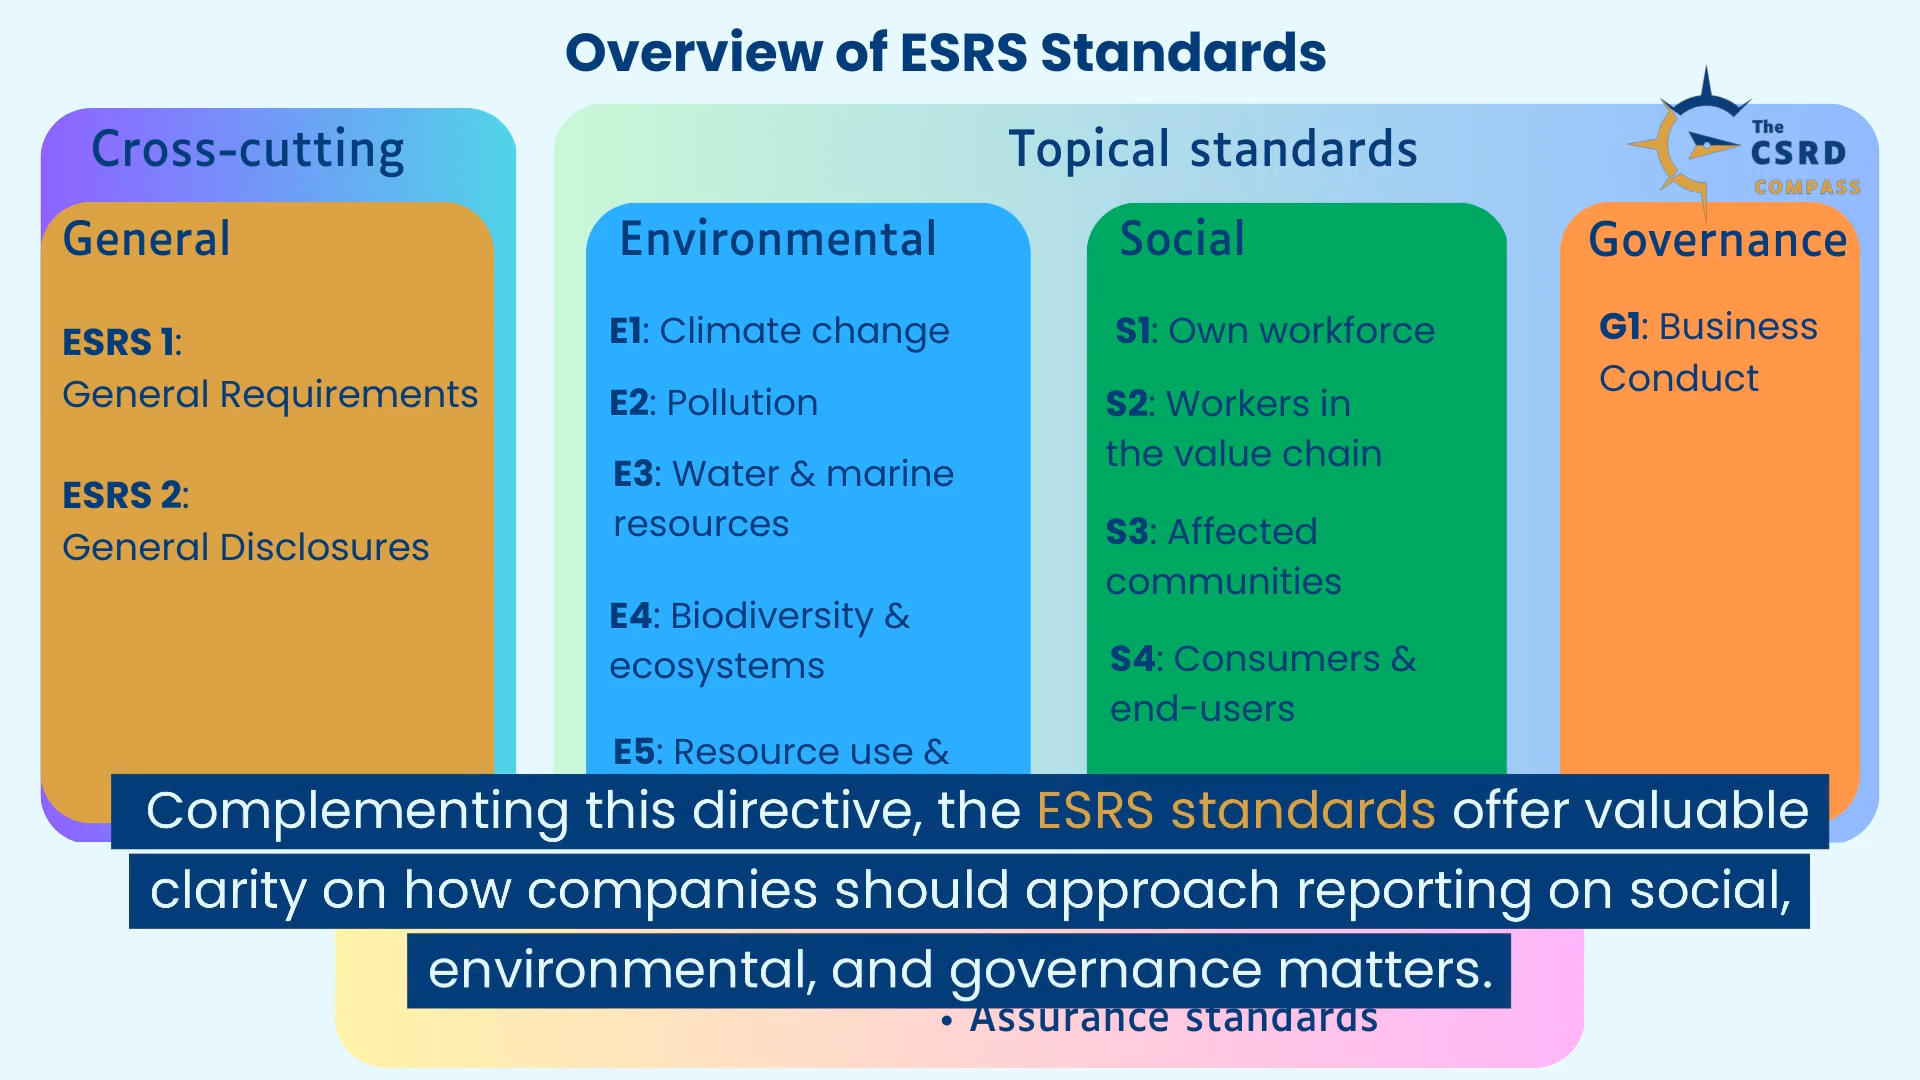 Overview of ESRS Standards
The
CSRD
COMPASS
Cross-cutting
General
ESRS 1:
General Requirements
ESRS 2:
General Disclosures
Topical standards
Environmental
E1: Climate change
E2: Pollution
E3: Water & marine
resources
E4: Biodiversity &
ecosystems
E5: Resource use &
Social
S1: Own workforce
S2: Workers in
the value chain
S3: Affected
communities
S4: Consumers &
end-users
Governance
G1: Business
Conduct
Complementing this directive, the ESRS standards offer valuable
clarity on how companies should approach reporting on social,
environmental, and governance matters.
• Assurance standards